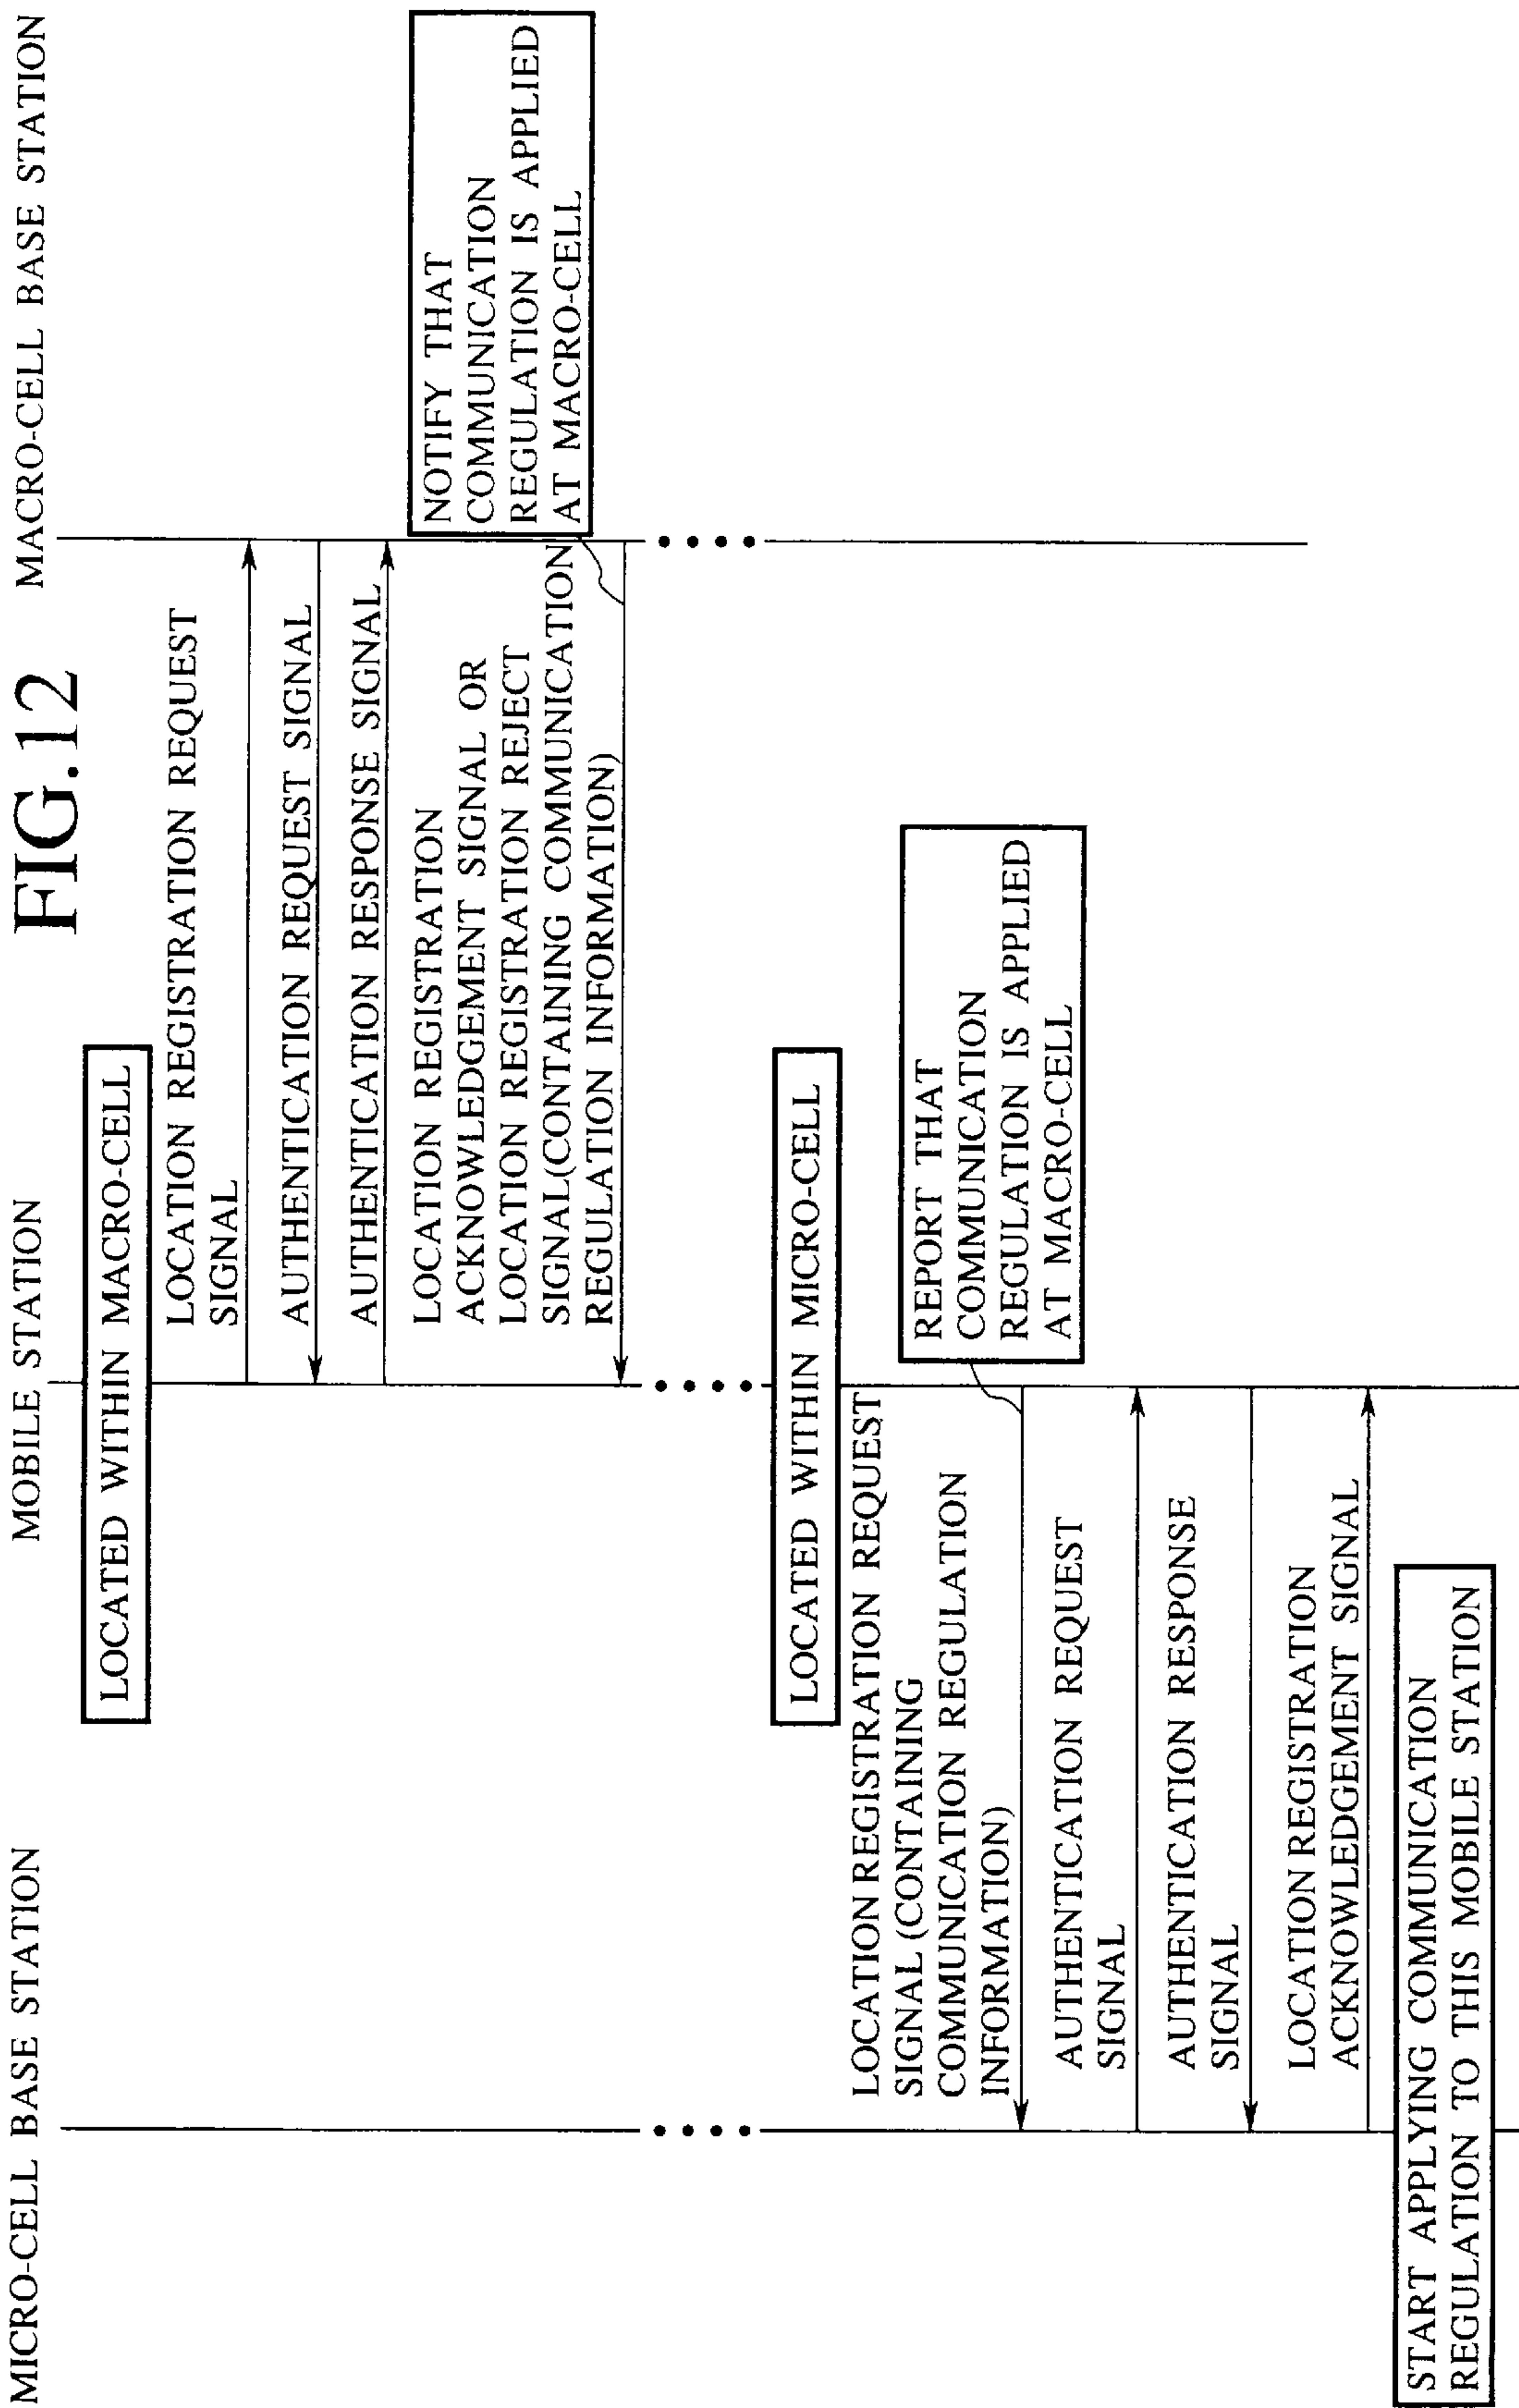 FIG.12
MICRO-CELL BASE STATION
MOBILE STATION
MACRO-CELL BASE STATION
LOCATED WITHIN MACRO-CELL
LOCATION REGISTRATION REQUEST
SIGNAL
AUTHENTICATION REQUEST SIGNAL
AUTHENTICATION RESPONSE SIGNAL
LOCATION REGISTRATION
ACKNOWLEDGEMENT SIGNAL OR
LOCATION REGISTRATION REJECT
SIGNAL(CONTAINING COMMUNICATION
REGULATION INFORMATION)
NOTIFY THAT
COMMUNICATION
REGULATION IS APPLIED
AT MACRO-CELL
LOCATED WITHIN MICRO-CELL
LOCATION REGISTRATION REQUEST
SIGNAL (CONTAINING
COMMUNICATION REGULATION
INFORMATION)
REPORT THAT
COMMUNICATION
REGULATION IS APPLIED
AT MACRO-CELL
AUTHENTICATION REQUEST
SIGNAL
AUTHENTICATION RESPONSE
SIGNAL
LOCATION REGISTRATION
ACKNOWLEDGEMENT SIGNAL
START APPLYING COMMUNICATION
REGULATION TO THIS MOBILE STATION